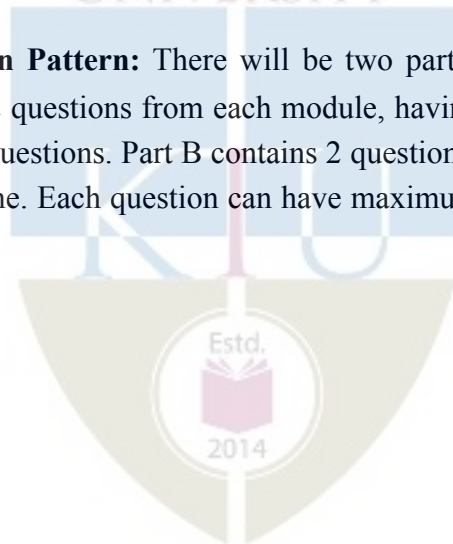 n Pattern: There will be two part
questions from each module, havin
uestions. Part B contains 2 question
ne. Each question can have maximu
Estd.
2014